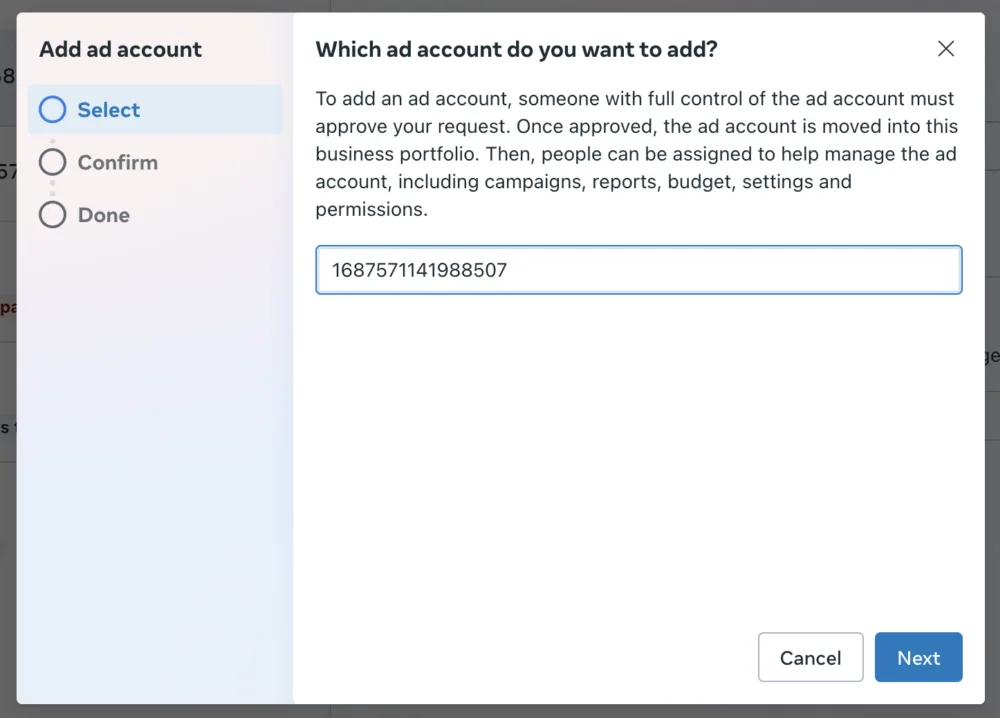 Add ad account
Select
Confirm
Done
Which ad account do you want to add?
To add an ad account, someone with full control of the ad account must
approve your request. Once approved, the ad account is moved into this
business portfolio. Then, people can be assigned to help manage the ad
account, including campaigns, reports, budget, settings and
permissions.
1687571141988507
Cancel
Next